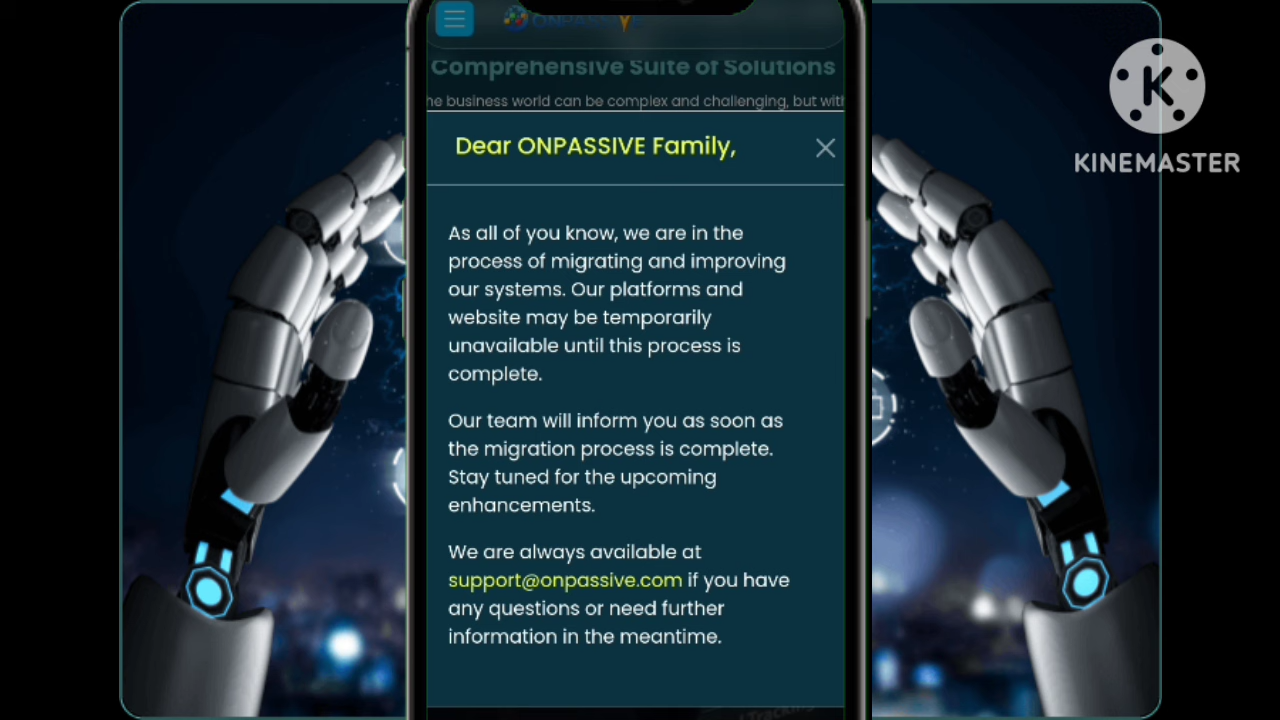 ONPASSIVE
Comprehensive Suite of Solutions
he business world can be complex and challenging, but with
Dear ONPASSIVE Family,
As all of you know, we are in the
process of migrating and improving
our systems. Our platforms and
website may be temporarily
unavailable until this process is
complete.
Our team will inform you as soon as
the migration process is complete.
Stay tuned for the upcoming
enhancements.
We are always available at
support@onpassive.com if you have
any questions or need further
information in the meantime.
K
KINEMASTER